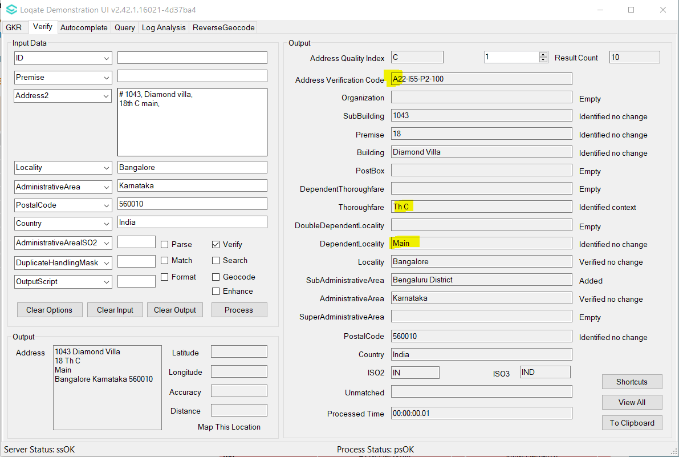 Loqate Demonstration UI v2.42.1.16021-4d37ba4
GKR Verify Autocomplete Query Log Analysis ReverseGeocode
Input Data
ID
Premise
Address2
# 1043, Diamond villa,
18th C main,
Locality Bangalore
AdministrativeArea Karnataka
PostalCode 560010
Country India
AdministrativeAreaISO2 Parse Verify
DuplicateHandlingMask Match Search
OutputScript Format Geocode
Enhance
Clear Options Clear Input Clear Output Process
Output
Address
1043 Diamond Villa
18 Th C
Main
Bangalore Karnataka 560010
Latitude
Longitude
Accuracy
Distance
Map This Location
Output
Address Quality Index C 1 Result Count 10
Address Verification Code A22-I55-P2-100
Organization Empty
SubBuilding 1043 Identified no change
Premise 18 Identified no change
Building Diamond Villa Identified no change
PostBox Empty
DependentThoroughfare Empty
Thoroughfare Th C Identified context
DoubleDependentLocality Empty
DependentLocality Main Identified no change
Locality Bangalore Verified no change
SubAdministrativeArea Bengaluru District Added
AdministrativeArea Karnataka Verified no change
SuperAdministrativeArea Empty
PostalCode 560010 Identified no change
Country India
ISO2 IN ISO3 IND
Unmatched
Processed Time 00:00:00.01
Shortcuts
View All
To Clipboard
Server Status: ssOK Process Status: psOK